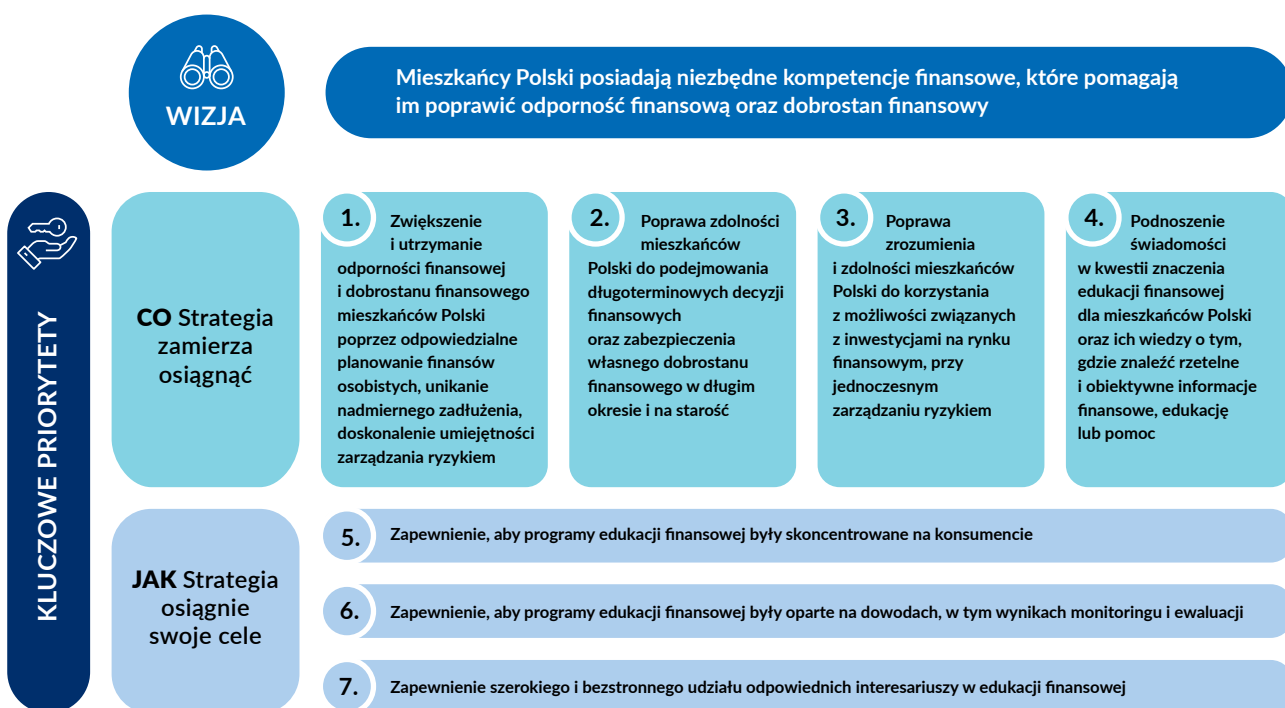 WIZJA
Mieszkańcy Polski posiadają niezbędne kompetencje finansowe, które pomagają
im poprawić odporność finansową oraz dobrostan finansowy
KLUCZOWE PRIORYTETY
CO Strategia
zamierza
osiągnąć
1. Zwiększenie
i utrzymanie
odporności finansowej
i dobrostanu finansowego
mieszkańców Polski
poprzez odpowiedzialne
planowanie finansów
osobistych, unikanie
nadmiernego zadłużenia,
doskonalenie umiejętności
zarządzania ryzykiem
2. Poprawa zdolności
mieszkańców
Polski do podejmowania
długoterminowych decyzji
finansowych
oraz zabezpieczenia
własnego dobrostanu
finansowego w długim
okresie i na starość
3. Poprawa
zrozumienia
i zdolności mieszkańców
Polski do korzystania
z możliwości związanych
z inwestycjami na rynku
finansowym, przy
jednoczesnym
zarządzaniu ryzykiem
4. Podnoszenie
świadomości
w kwestii znaczenia
edukacji finansowej
dla mieszkańców Polski
oraz ich wiedzy o tym,
gdzie znaleźć rzetelne
i obiektywne informacje
finansowe, edukację
lub pomoc
JAK Strategia
osiągnie
swoje cele
5. Zapewnienie, aby programy edukacji finansowej były skoncentrowane na konsumencie
6. Zapewnienie, aby programy edukacji finansowej były oparte na dowodach, w tym wynikach monitoringu i ewaluacji
7. Zapewnienie szerokiego i bezstronnego udziału odpowiednich interesariuszy w edukacji finansowej